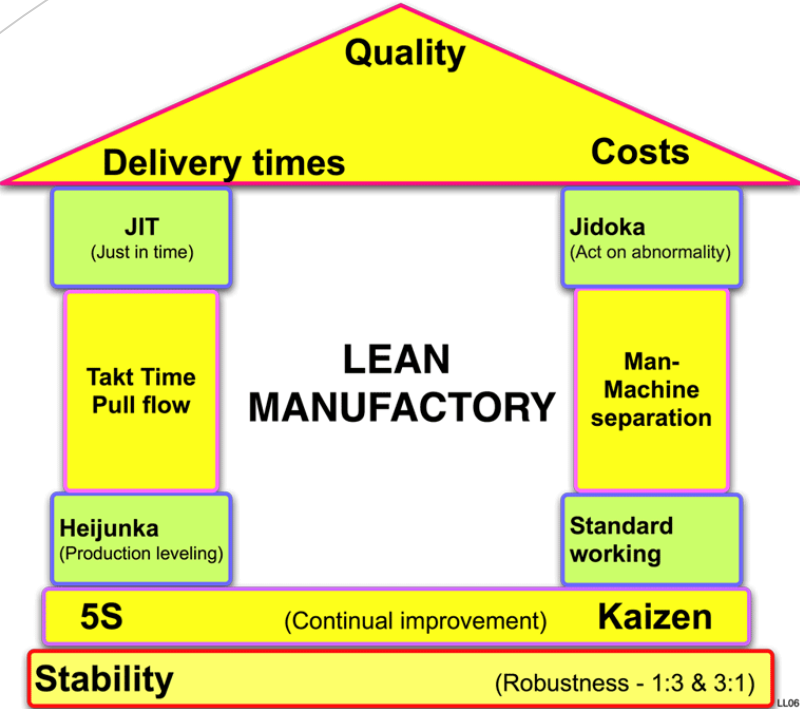 Quality
Delivery times
Costs
JIT
(Just in time)
Jidoka
(Act on abnormality)
Takt Time
Pull flow
LEAN
MANUFACTORY
Man-
Machine
separation
Heijunka
(Production leveling)
Standard
working
5S (Continual improvement) Kaizen
Stability (Robustness - 1:3 & 3:1)
LL06